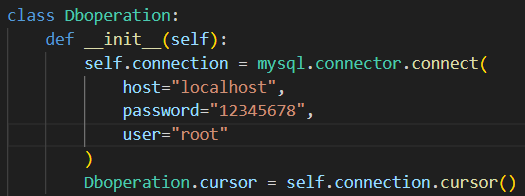 class Dboperation:
    def __init__(self):
        self.connection = mysql.connector.connect(
            host="localhost",
            password="12345678",
            user="root"
        )
        Dboperation.cursor = self.connection.cursor()